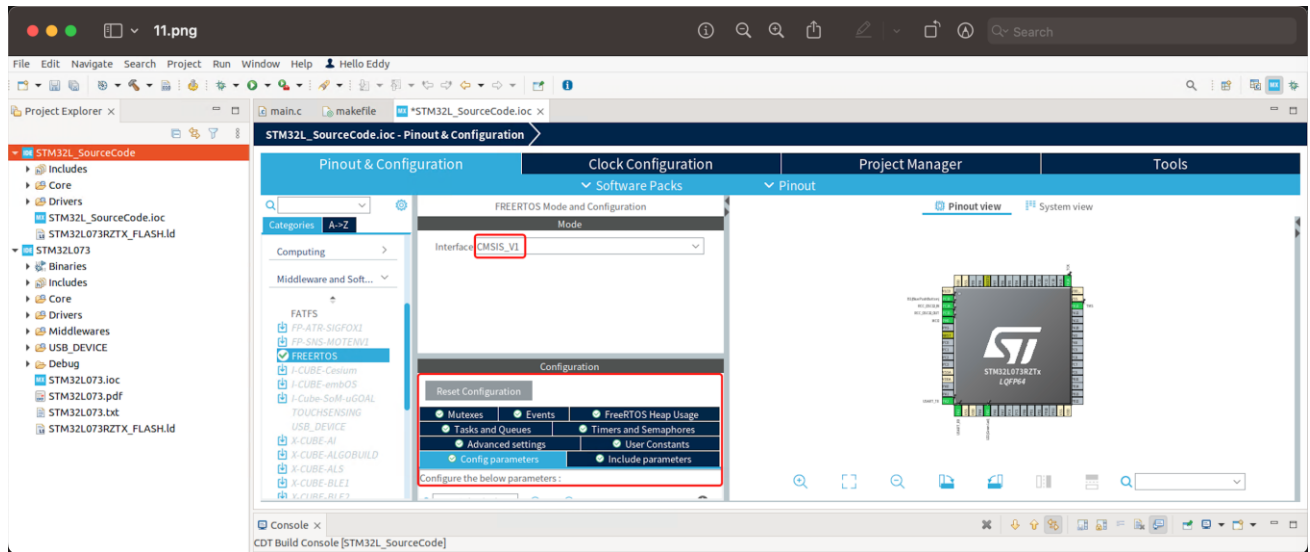 11.png
Search
File Edit Navigate Search Project Run Window Help Hello Eddy
Project Explorer
main.c
makefile
*STM32L_SourceCode.ioc
STM32L_SourceCode.ioc - Pinout & Configuration
STM32L_SourceCode
Includes
Core
Drivers
STM32L_SourceCode.ioc
STM32L073RZTX_FLASH.ld
STM32L073
Binaries
Includes
Core
Drivers
Middlewares
USB_DEVICE
Debug
STM32L073.ioc
STM32L073.pdf
STM32L073.txt
STM32L073RZTX_FLASH.ld
Pinout & Configuration
Clock Configuration
Project Manager
Tools
Software Packs
Pinout
Categories A->Z
Computing
Middleware and Soft...
FATFS
FP-ATR-SIGFOX1
FP-SNS-MOTENV1
FREERTOS
I-CUBE-Cesium
I-CUBE-embOS
I-Cube-SoM-uGOAL
TOUCHSENSING
USB_DEVICE
X-CUBE-AI
X-CUBE-ALGOBUILD
X-CUBE-ALS
X-CUBE-BLE1
X-CUBE-BLE2
FREERTOS Mode and Configuration
Mode
Interface CMSIS_V1
Configuration
Reset Configuration
Mutexes
Events
FreeRTOS Heap Usage
Tasks and Queues
Timers and Semaphores
Advanced settings
User Constants
Config parameters
Include parameters
Configure the below parameters :
Pinout view
System view
ST
STM32L073RZTx
LQFP64
Console
CDT Build Console [STM32L_SourceCode]